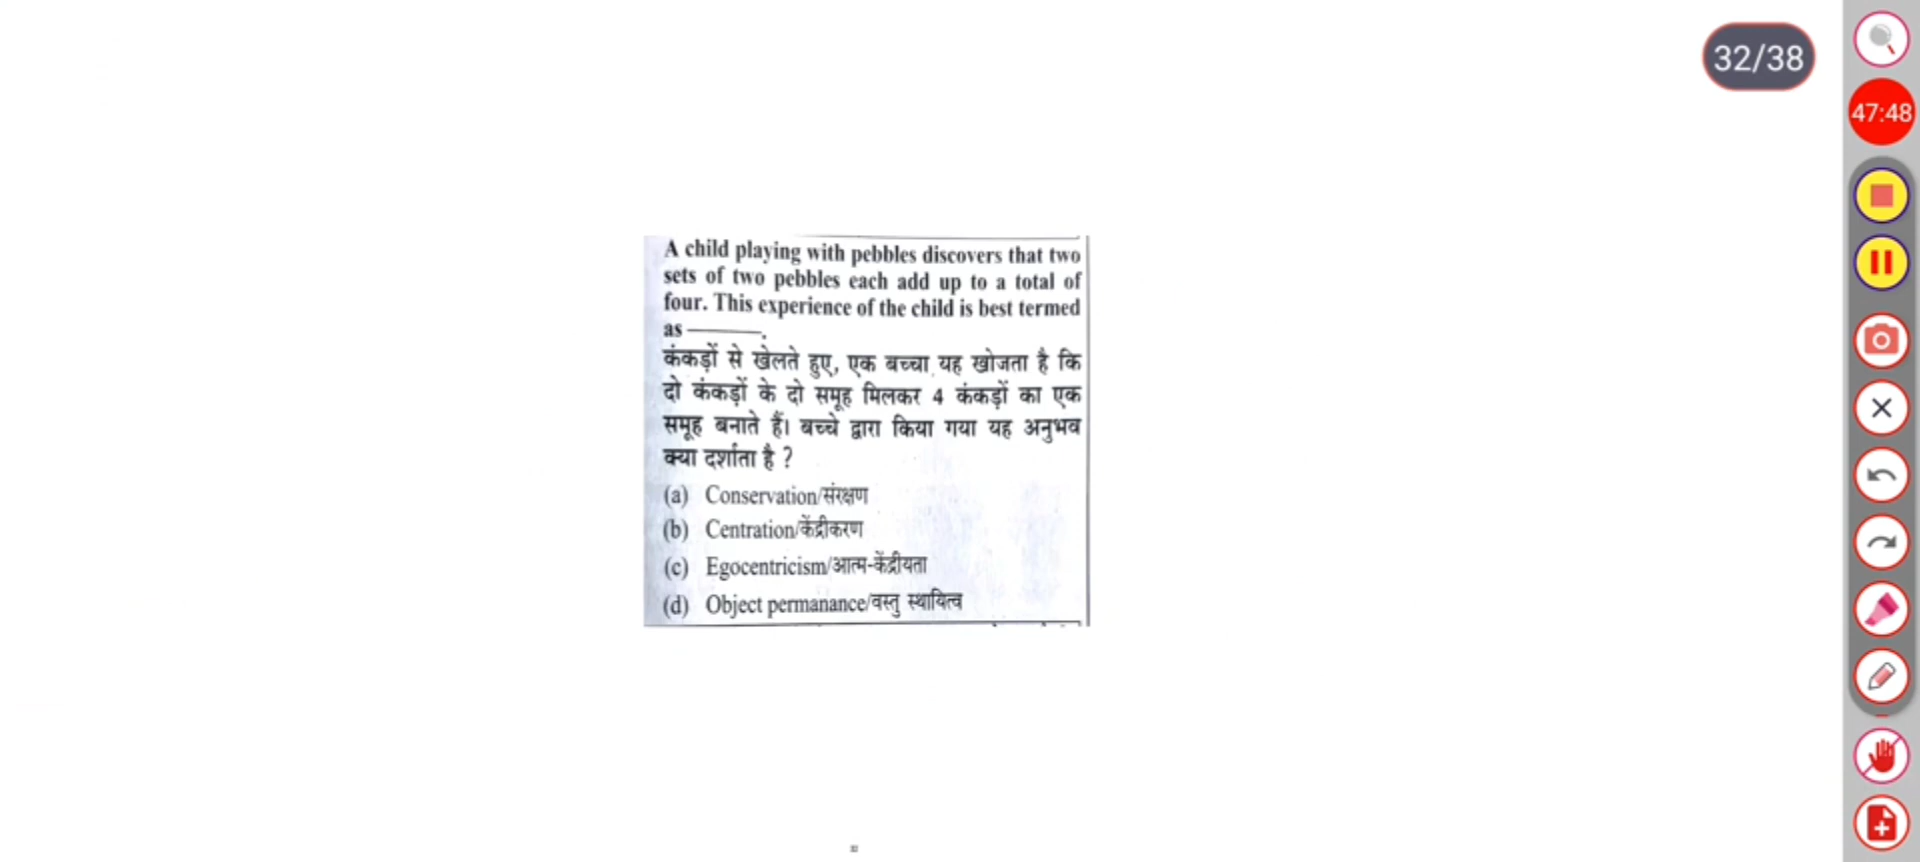 32/38
47:48
A child playing with pebbles discovers that two
sets of two pebbles each add up to a total of
four. This experience of the child is best termed
as ———.
कंकड़ों से खेलते हुए, एक बच्चा यह खोजता है कि
दो कंकड़ों के दो समूह मिलकर 4 कंकड़ों का एक
समूह बनाते हैं। बच्चे द्वारा किया गया यह अनुभव
क्या दर्शाता है ?
(a) Conservation/संरक्षण
(b) Centration/केंद्रीकरण
(c) Egocentricism/आत्म-केंद्रीयता
(d) Object permanance/वस्तु स्थायित्व